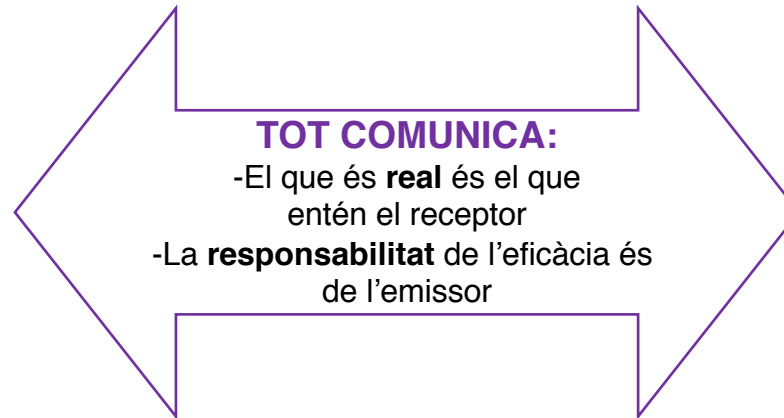 TOT COMUNICA:
-El que és real és el que
entén el receptor
-La responsabilitat de l’eficàcia és
de l’emissor